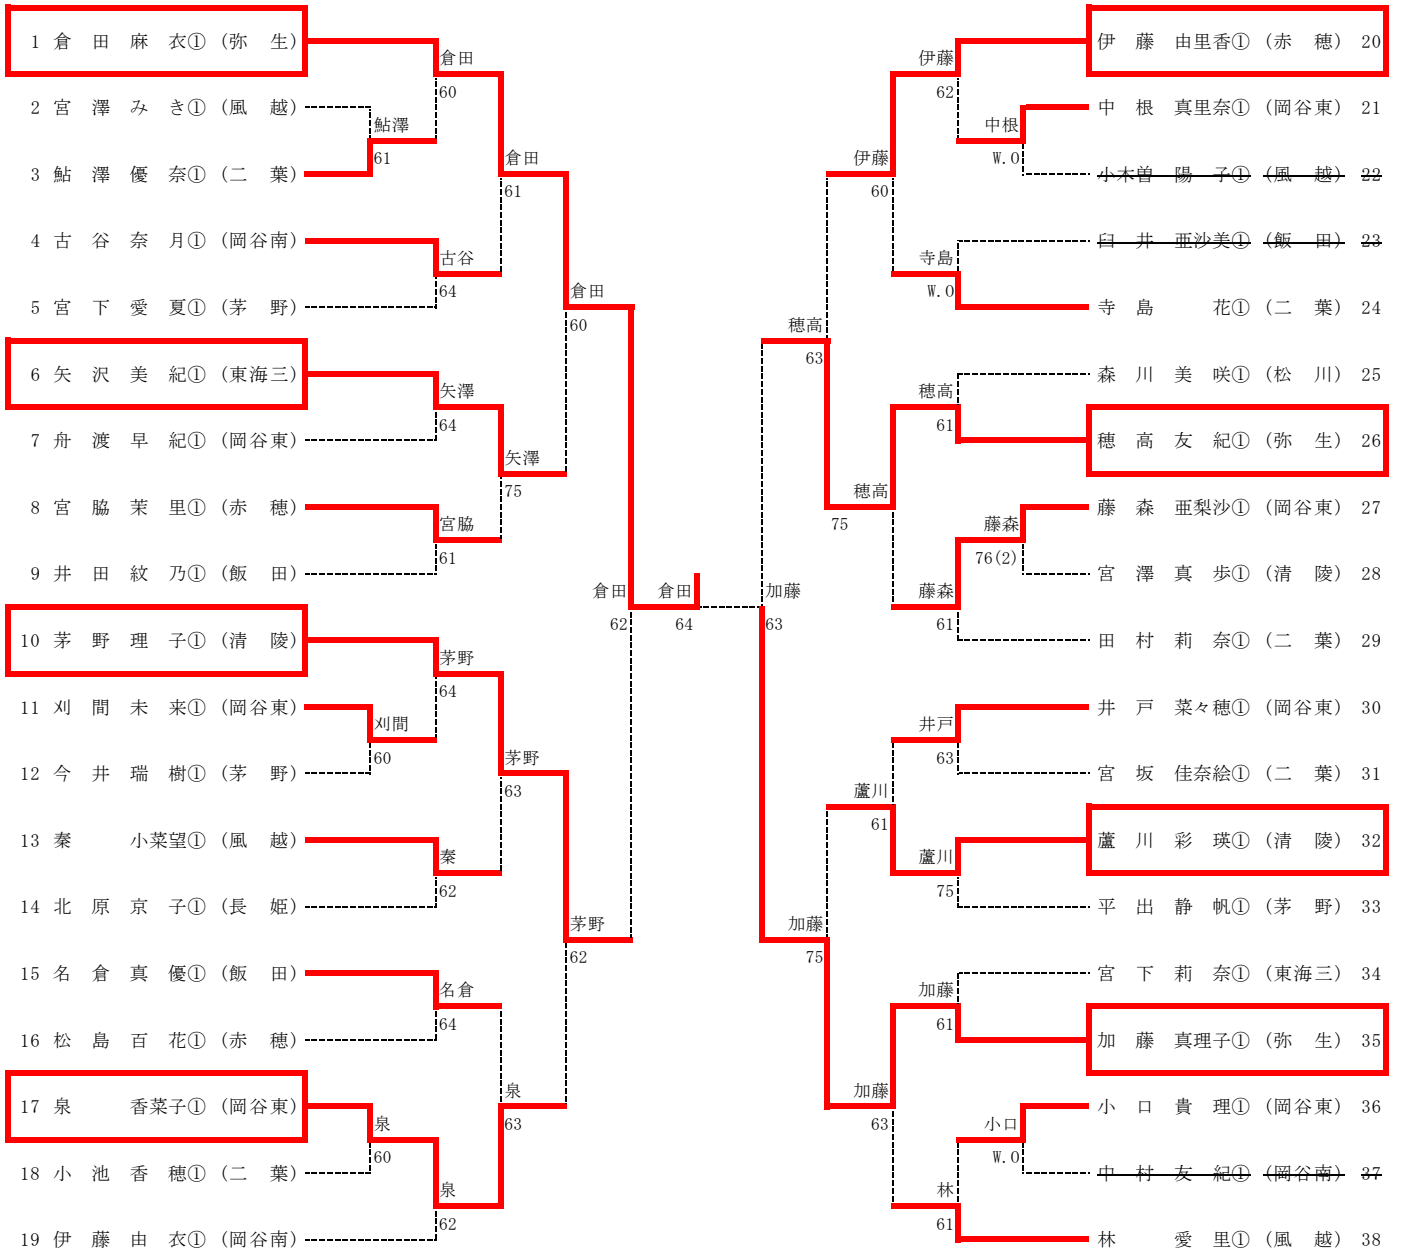 1 倉田麻衣① (弥生)
2 宮澤みき① (風越)
3 鮎澤優奈① (二葉)
4 古谷奈月① (岡谷南)
5 宮下愛夏① (茅野)
6 矢沢美紀① (東海三)
7 舟渡早紀① (岡谷東)
8 宮脇茉里① (赤穂)
9 井田紋乃① (飯田)
10 茅野理子① (清陵)
11 刈間未来① (岡谷東)
12 今井瑞樹① (茅野)
13 秦 小菜望① (風越)
14 北原京子① (長姫)
15 名倉真優① (飯田)
16 松島百花① (赤穂)
17 泉 香菜子① (岡谷東)
18 小池香穂① (二葉)
19 伊藤由衣① (岡谷南)
鮎澤
61
刈間
60
泉
60
倉田
60
古谷
64
矢澤
64
宮脇
61
茅野
64
秦
62
名倉
64
泉
62
倉田
61
矢澤
75
茅野
63
泉
63
倉田
60
茅野
62
倉田
62
倉田
64
加藤
63
穂高
63
加藤
75
伊藤
60
穂高
75
蘆川
61
加藤
63
伊藤
62
寺島
W.O
穂高
61
藤森
61
井戸
63
蘆川
75
加藤
61
林
61
中根
W.O
藤森
76(2)
小口
W.O
伊藤 由里香① (赤穂) 20
中根 真里奈① (岡谷東) 21
小木曽 陽子① (風越) 22
臼井 亜沙美① (飯田) 23
寺島 花① (二葉) 24
森川美咲① (松川) 25
穂高友紀① (弥生) 26
藤森 亜梨沙① (岡谷東) 27
宮澤真歩① (清陵) 28
田村莉奈① (二葉) 29
井戸 菜々穂① (岡谷東) 30
宮坂 佳奈絵① (二葉) 31
蘆川彩瑛① (清陵) 32
平出静帆① (茅野) 33
宮下莉奈① (東海三) 34
加藤 真理子① (弥生) 35
小口貴理① (岡谷東) 36
中村友紀① (岡谷南) 37
林 愛里① (風越) 38